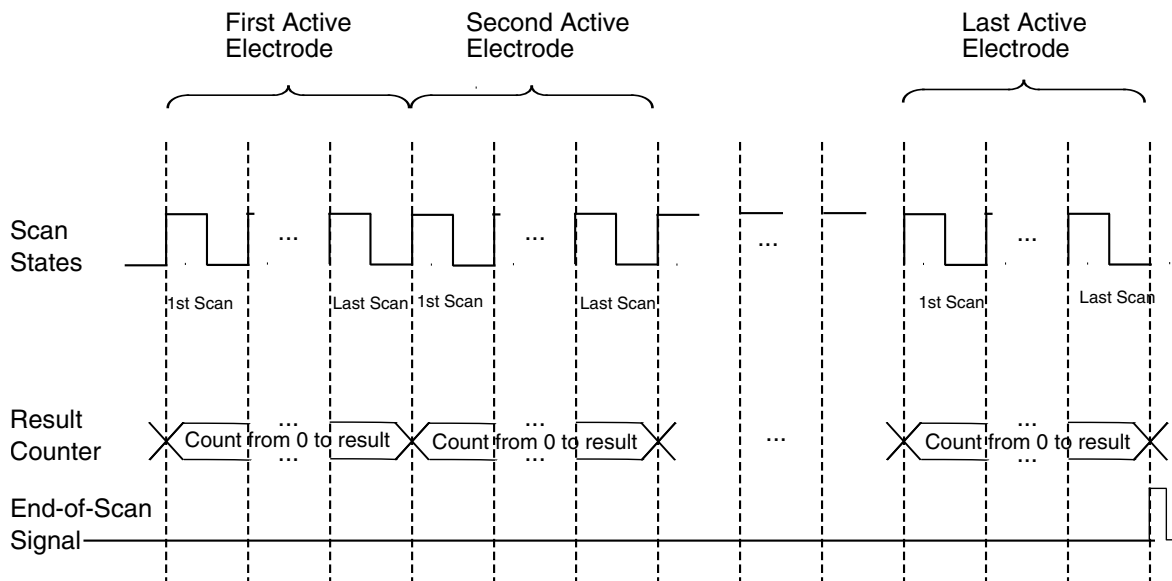 First Active
Electrode
Second Active
Electrode
Last Active
Electrode
Scan
States
...
...
...
...
1st Scan
Last Scan
1st Scan
Last Scan
1st Scan
Last Scan
Result
Counter
...
Count from 0 to result
...
...
Count from 0 to result
...
...
...
Count from 0 to result
...
End-of-Scan
Signal